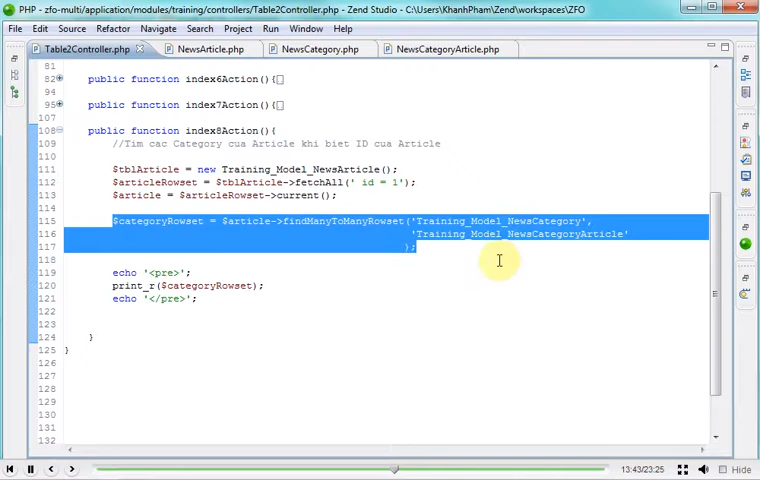 PHP - zfo-multi/application/modules/training/controllers/Table2Controller.php - Zend Studio - C:\Users\KhanhPham\Zend\workspaces\ZFO
File Edit Source Refactor Navigate Search Project Run Window Help
Table2Controller.php NewsArticle.php NewsCategory.php NewsCategoryArticle.php
81
82 public function index6Action(){
94
95 public function index7Action(){
107
108 public function index8Action(){
109 //Tim cac Category cua Article khi biet ID cua Article
110
111 $tblArticle = new Training_Model_NewsArticle();
112 $articleRowset = $tblArticle->fetchAll(' id = 1');
113 $article = $articleRowset->current();
114
115 $categoryRowset = $article->findManyToManyRowset('Training_Model_NewsCategory',
116 'Training_Model_NewsCategoryArticle'
117 );
118
119 echo '<pre>';
120 print_r($categoryRowset);
121 echo '</pre>';
122
123
124 }
125 }
126
127
128
129
130
131
132
13:43/23:25 Hide